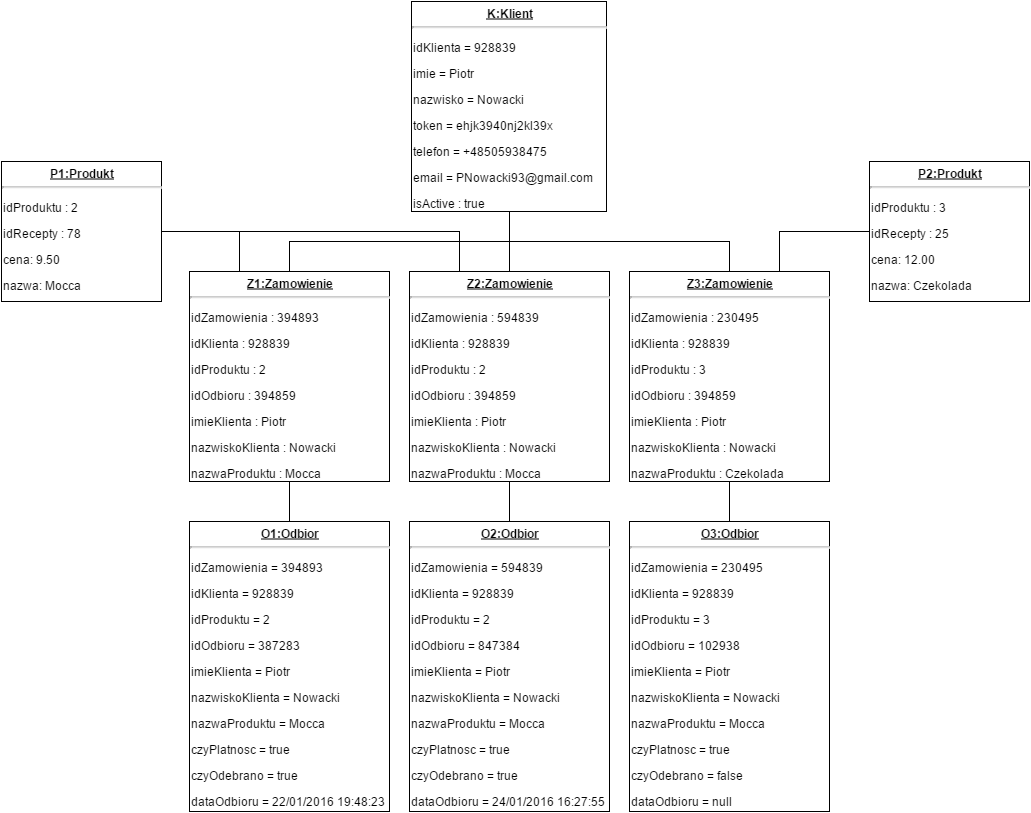 K:Klient
idKlienta = 928839
imie = Piotr
nazwisko = Nowacki
token = ehjk3940nj2kl39x
telefon = +48505938475
email = PNowacki93@gmail.com
isActive : true
P1:Produkt
idProduktu : 2
idRecepty : 78
cena: 9.50
nazwa: Mocca
P2:Produkt
idProduktu : 3
idRecepty : 25
cena: 12.00
nazwa: Czekolada
Z1:Zamowienie
idZamowienia : 394893
idKlienta : 928839
idProduktu : 2
idOdbioru : 394859
imieKlienta : Piotr
nazwiskoKlienta : Nowacki
nazwaProduktu : Mocca
Z2:Zamowienie
idZamowienia : 594839
idKlienta : 928839
idProduktu : 2
idOdbioru : 394859
imieKlienta : Piotr
nazwiskoKlienta : Nowacki
nazwaProduktu : Mocca
Z3:Zamowienie
idZamowienia : 230495
idKlienta : 928839
idProduktu : 3
idOdbioru : 394859
imieKlienta : Piotr
nazwiskoKlienta : Nowacki
nazwaProduktu : Czekolada
O1:Odbior
idZamowienia = 394893
idKlienta = 928839
idProduktu = 2
idOdbioru = 387283
imieKlienta = Piotr
nazwiskoKlienta = Nowacki
nazwaProduktu = Mocca
czyPlatnosc = true
czyOdebrano = true
dataOdbioru = 22/01/2016 19:48:23
O2:Odbior
idZamowienia = 594839
idKlienta = 928839
idProduktu = 2
idOdbioru = 847384
imieKlienta = Piotr
nazwiskoKlienta = Nowacki
nazwaProduktu = Mocca
czyPlatnosc = true
czyOdebrano = true
dataOdbioru = 24/01/2016 16:27:55
O3:Odbior
idZamowienia = 230495
idKlienta = 928839
idProduktu = 3
idOdbioru = 102938
imieKlienta = Piotr
nazwiskoKlienta = Nowacki
nazwaProduktu = Mocca
czyPlatnosc = true
czyOdebrano = false
dataOdbioru = null